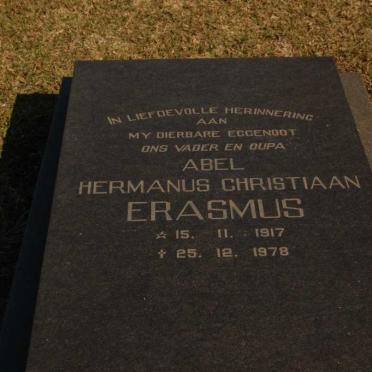 IN LIEFDEVOLLE HERINNERING
AAN
MY DIERBARE EGGENOOT
ONS VADER EN OUPA
ABEL
HERMANUS CHRISTIAAN
ERASMUS
☆ 15. 11. 1917
✝ 25. 12. 1978